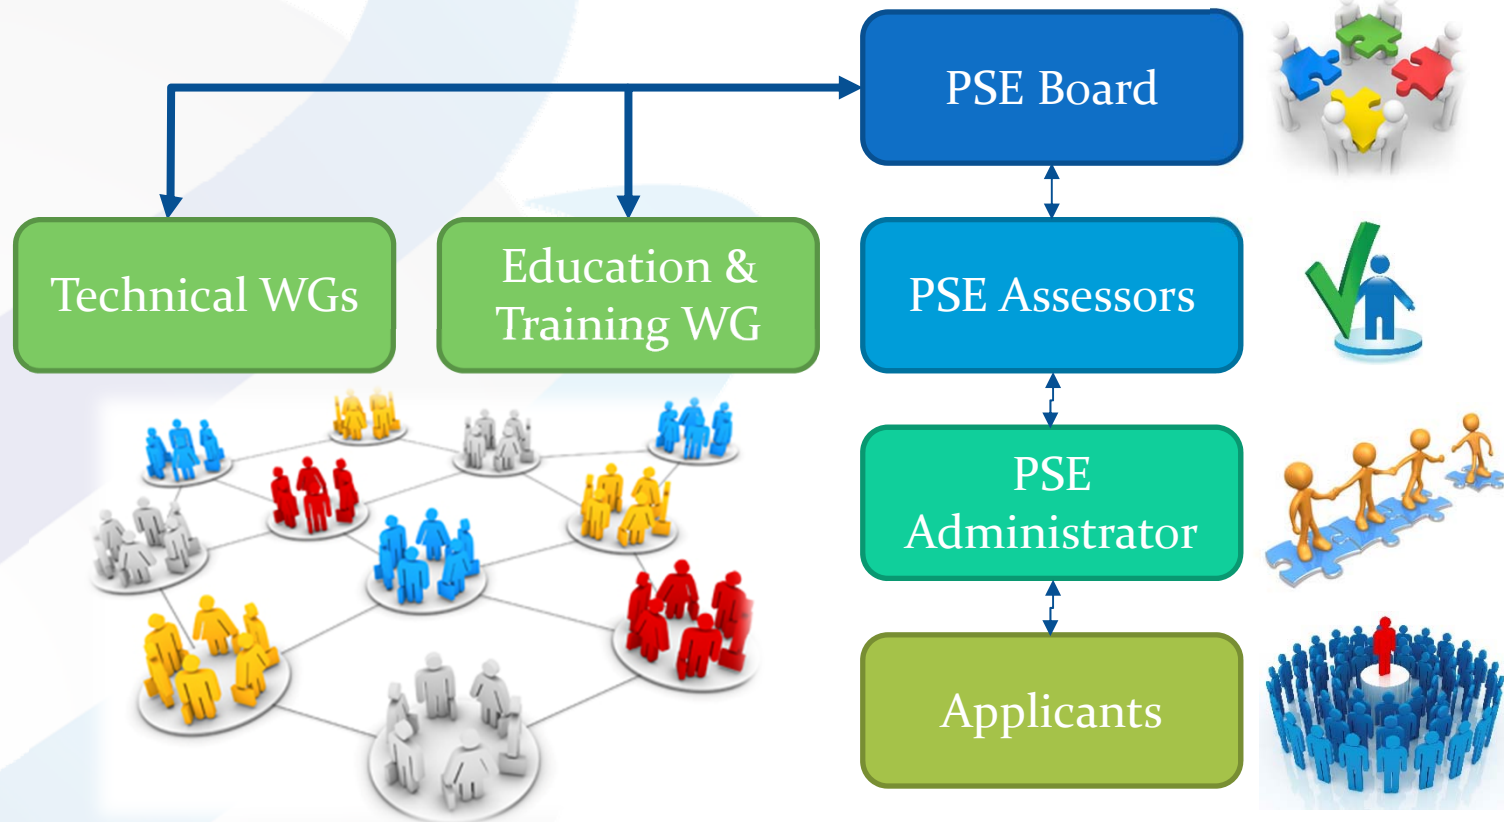 PSE Board
Technical WGs
Education &
Training WG
PSE Assessors
PSE
Administrator
Applicants